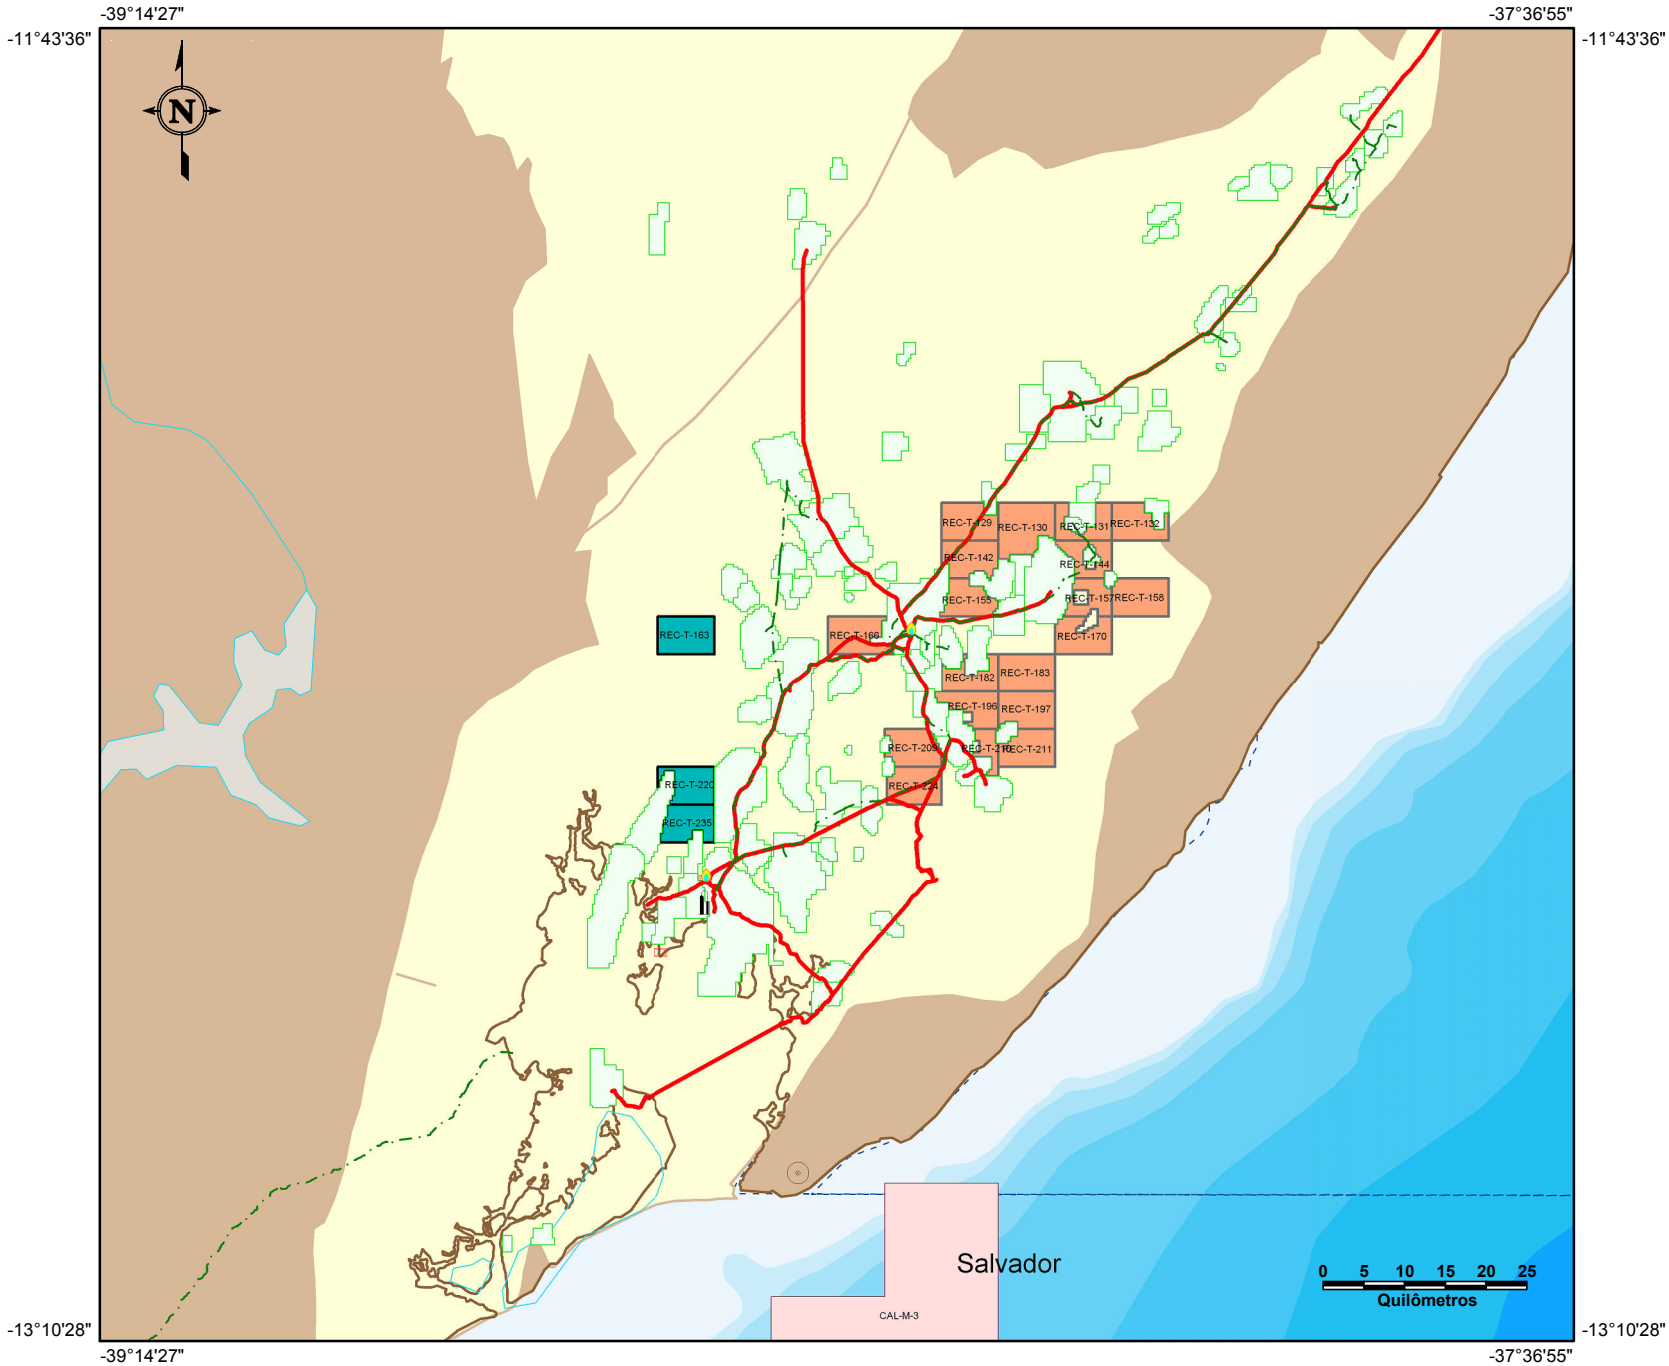 -39°14'27"
-37°36'55"
-11°43'36"
-11°43'36"
N
REC-T-129
REC-T-130
REC-T-131
REC-T-132
REC-T-142
REC-T-144
REC-T-155
REC-T-157
REC-T-158
REC-T-163
REC-T-166
REC-T-170
REC-T-182
REC-T-183
REC-T-196
REC-T-197
REC-T-209
REC-T-210
REC-T-211
REC-T-220
REC-T-224
REC-T-235
Salvador
0 5 10 15 20 25
Quilômetros
CAL-M-3
-13°10'28"
-13°10'28"
-39°14'27"
-37°36'55"